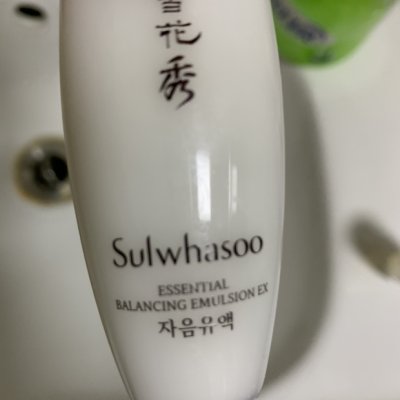 雪
花
秀
Sulwhasoo
ESSENTIAL
BALANCING EMULSION EX
자음유액